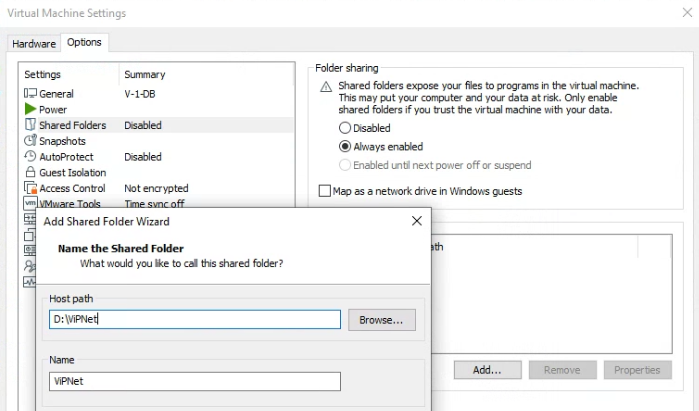 Virtual Machine Settings
Hardware Options
Settings Summary
General V-1-DB
Power
Shared Folders Disabled
Snapshots
AutoProtect Disabled
Guest Isolation
Access Control Not encrypted
vm VMware Tools Time sync off
Folder sharing
Shared folders expose your files to programs in the virtual machine.
This may put your computer and your data at risk. Only enable
shared folders if you trust the virtual machine with your data.
Disabled
Always enabled
Enabled until next power off or suspend
Map as a network drive in Windows guests
ath
Add... Remove Properties
Add Shared Folder Wizard
Name the Shared Folder
What would you like to call this shared folder?
Host path
D:\ViPNet
Browse...
Name
ViPNet